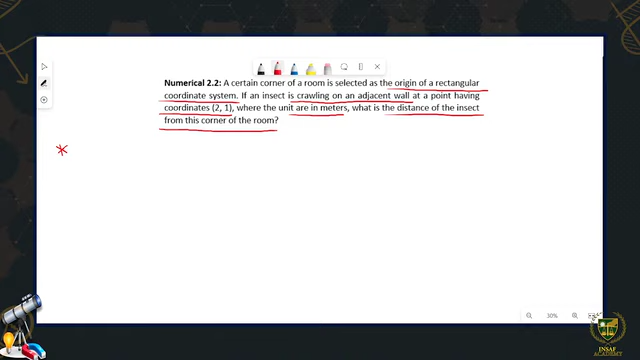 Numerical 2.2: A certain corner of a room is selected as the origin of a rectangular
coordinate system. If an insect is crawling on an adjacent wall at a point having
coordinates (2, 1), where the unit are in meters, what is the distance of the insect
from this corner of the room?
30%
INSAF
ACADEMY